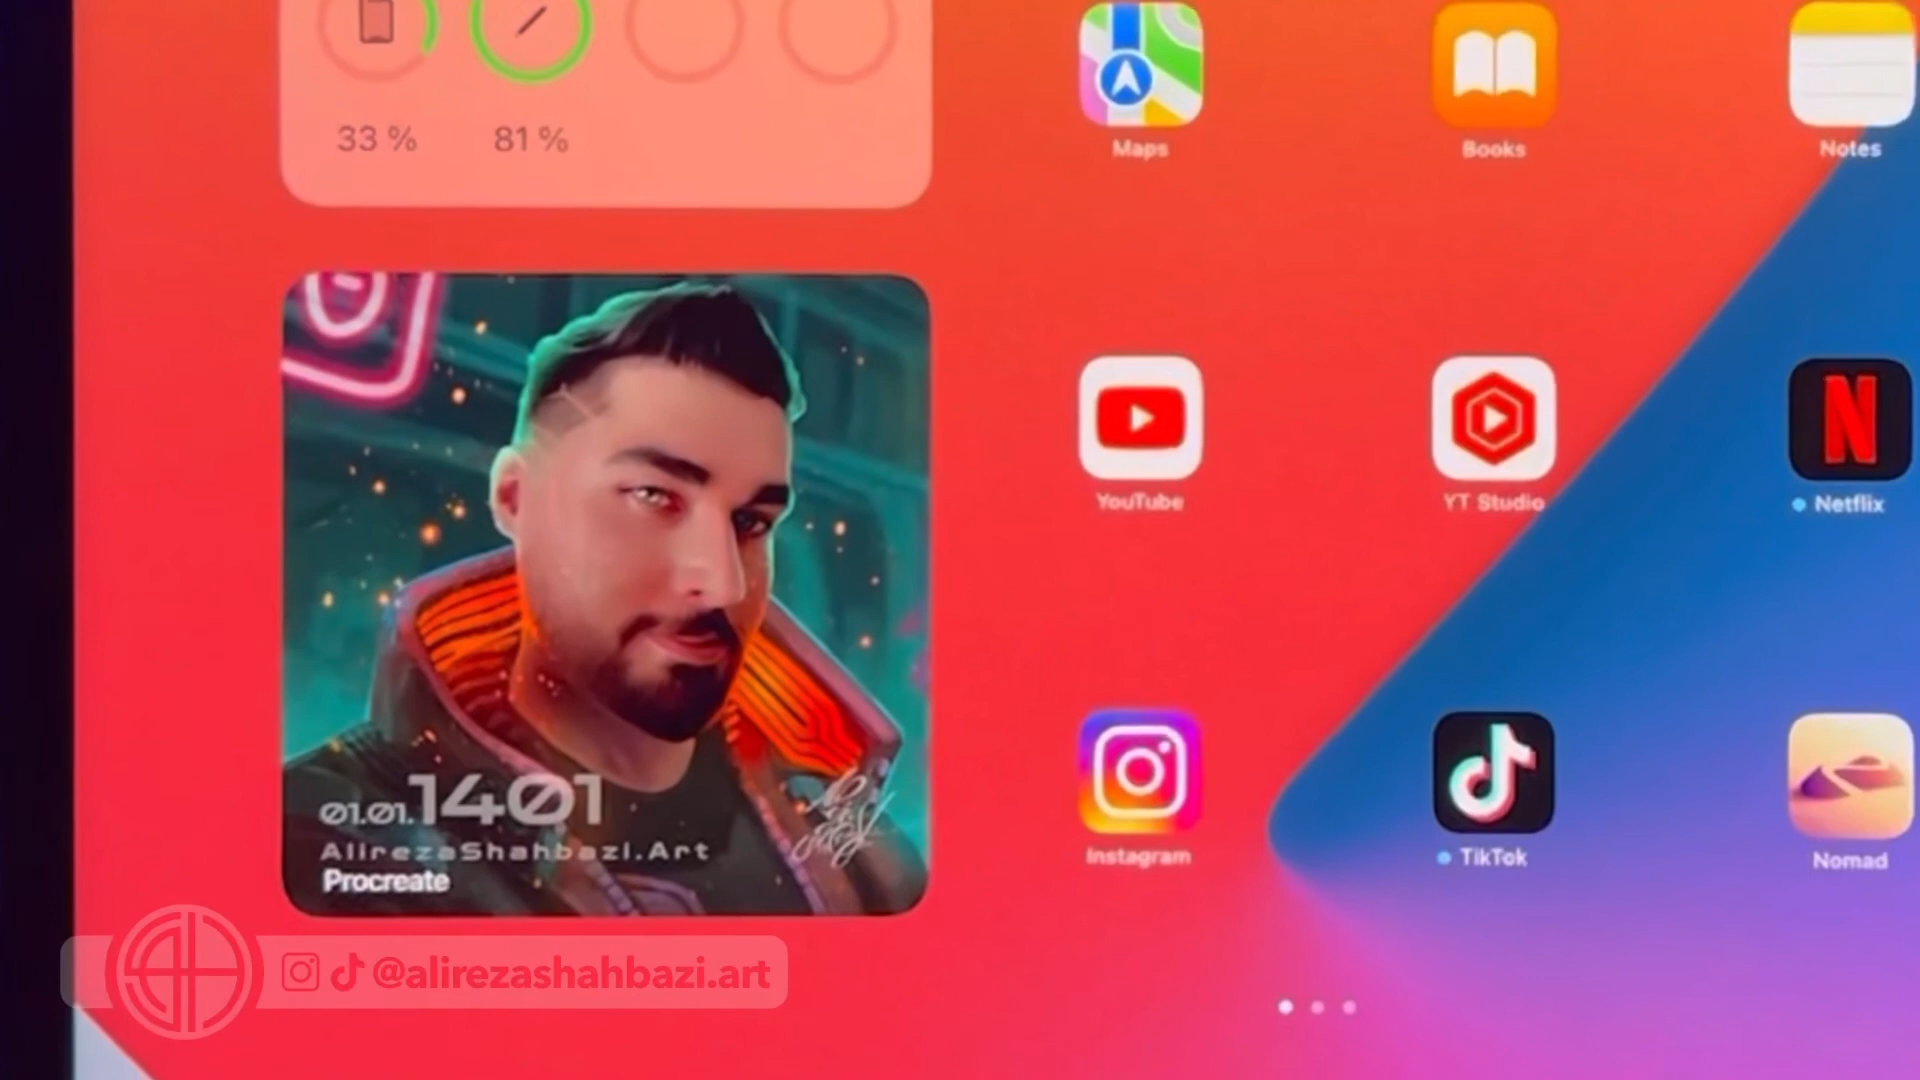 33 %
81 %
Maps
Books
Notes
YouTube
YT Studio
Netflix
01.01.1401
AlirezaShahbazi.Art
Procreate
Instagram
TikTok
Nomad
@alirezashahbazi.art